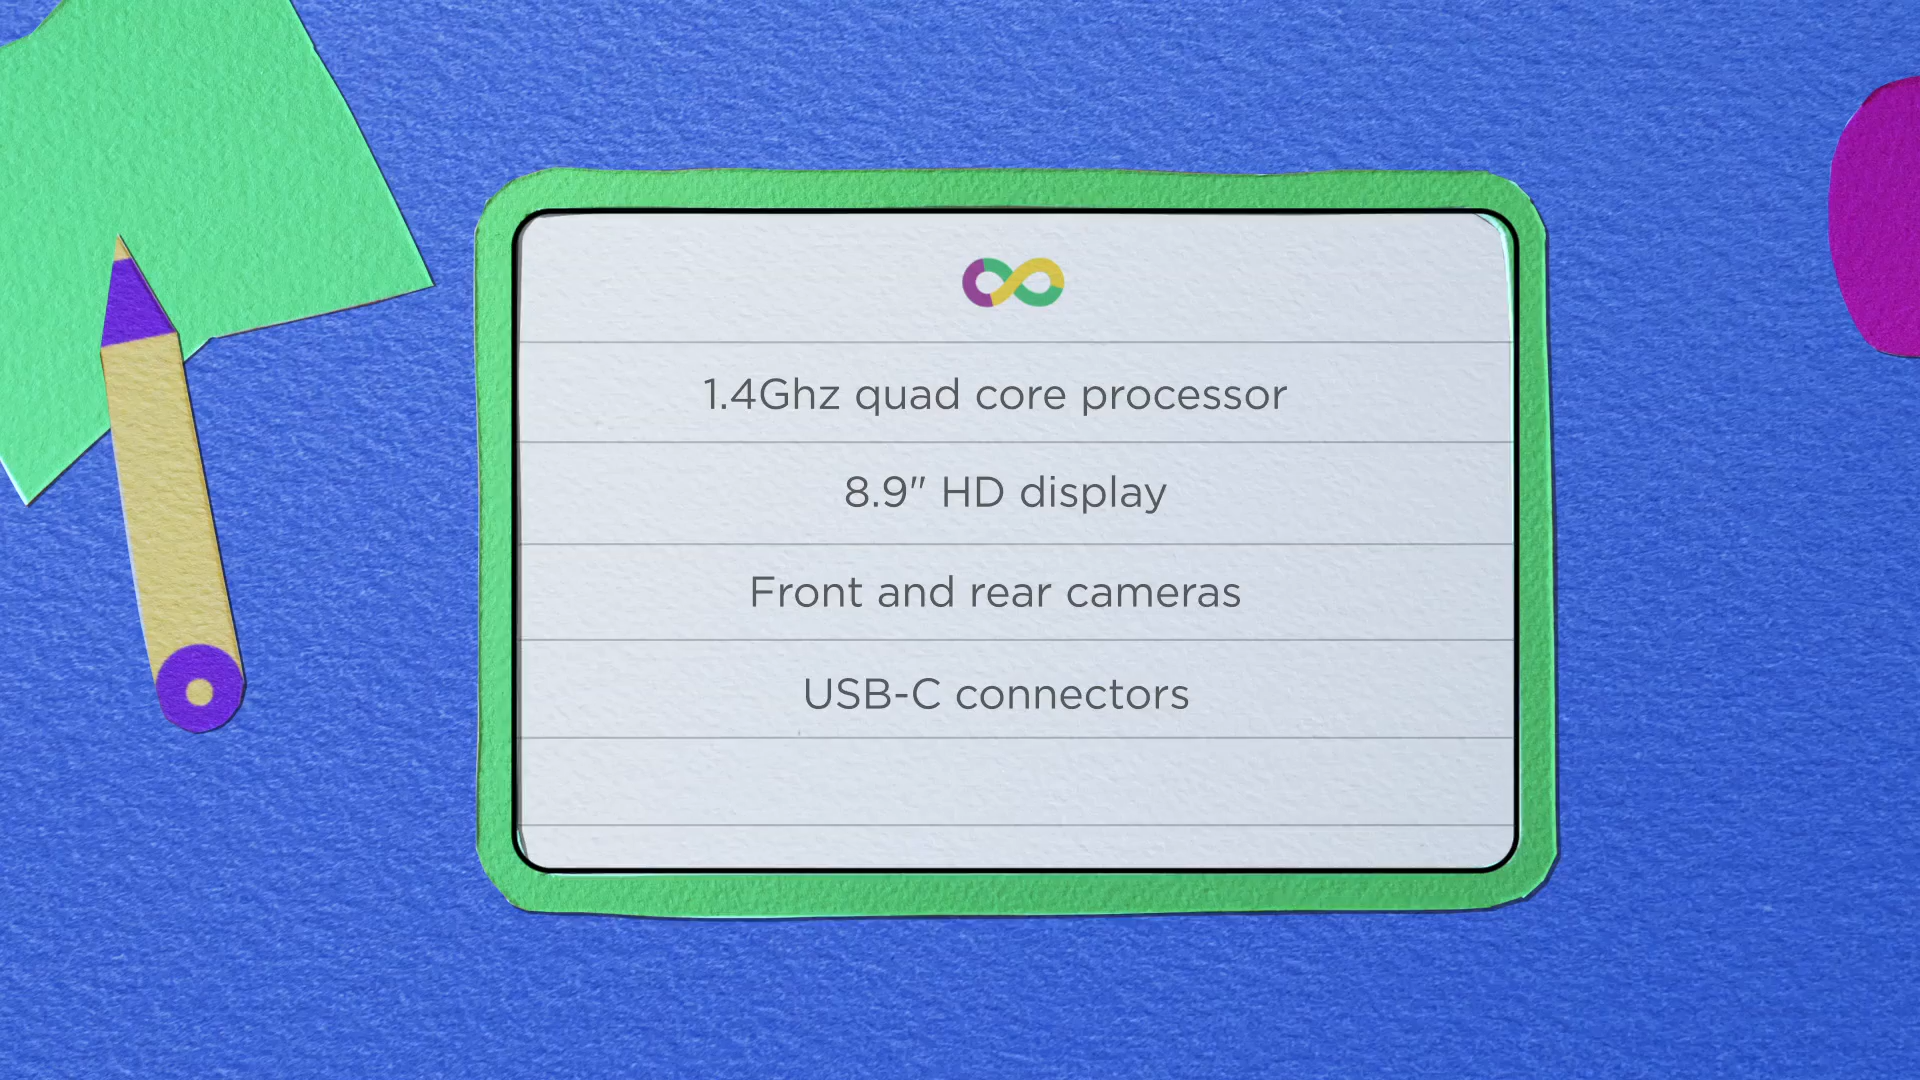 1.4Ghz quad core processor
8.9" HD display
Front and rear cameras
USB-C connectors